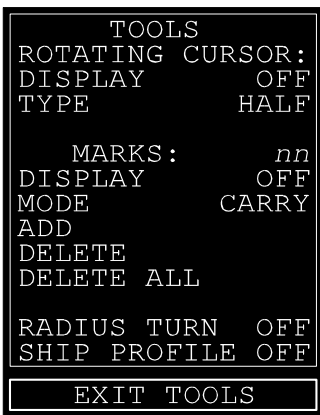 TOOLS
ROTATING CURSOR:
DISPLAY OFF
TYPE HALF
MARKS: nn
DISPLAY OFF
MODE CARRY
ADD
DELETE
DELETE ALL
RADIUS TURN OFF
SHIP PROFILE OFF
EXIT TOOLS